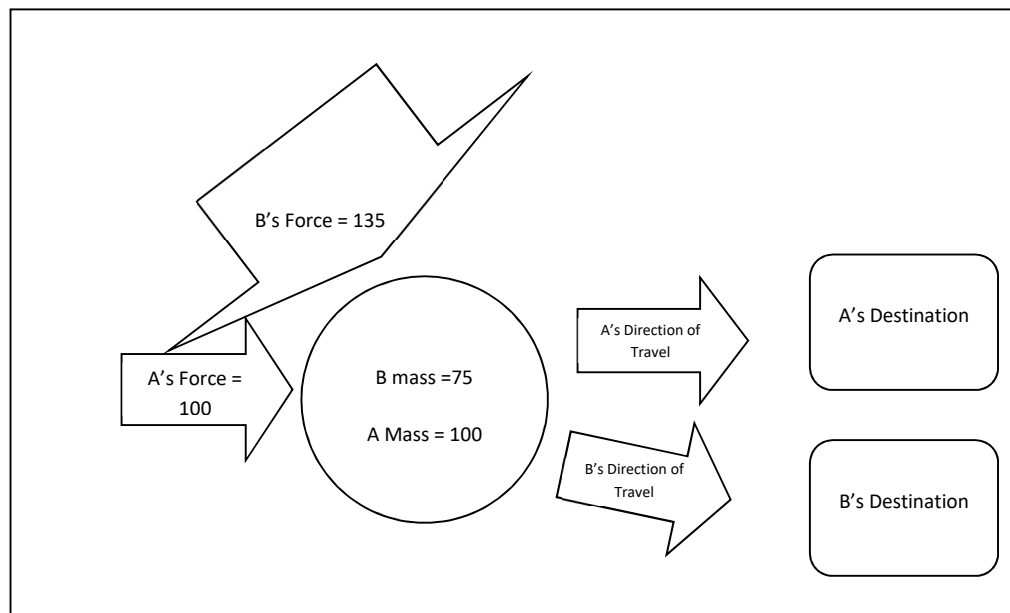 B’s Force = 135
A’s Force =
100
B mass =75
A Mass = 100
A’s Direction of
Travel
B’s Direction of
Travel
A’s Destination
B’s Destination